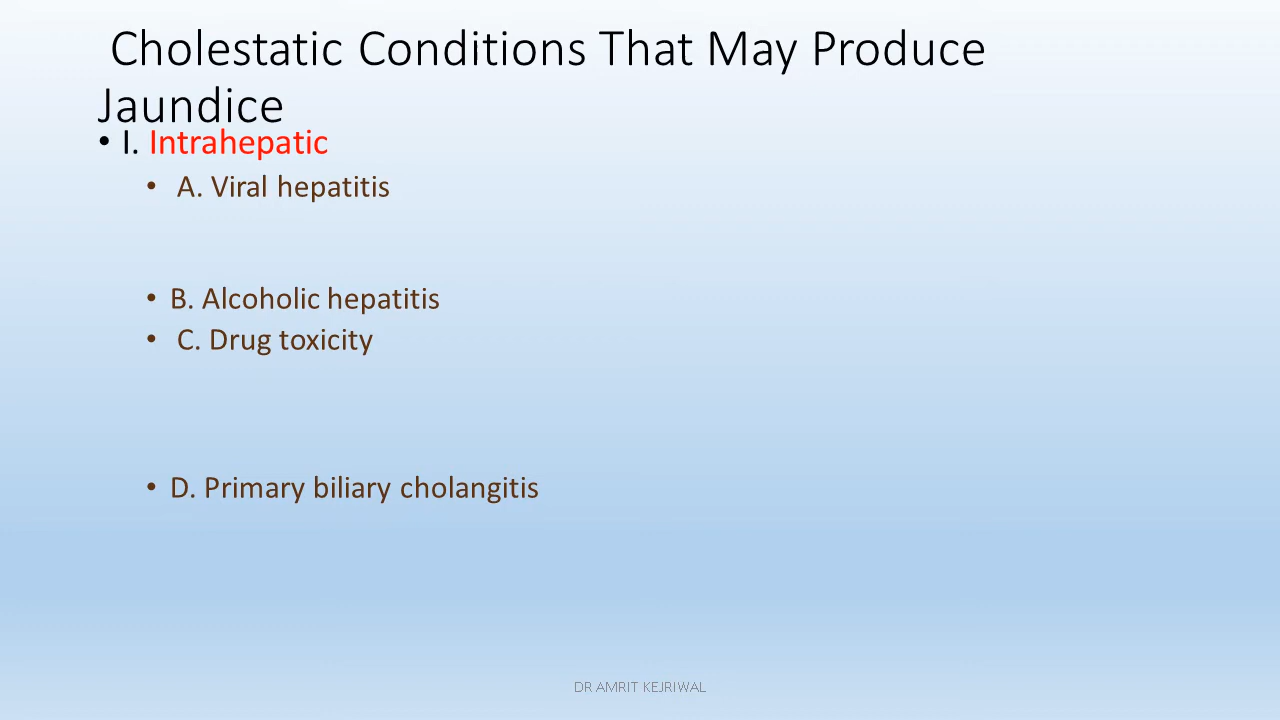 Cholestatic Conditions That May Produce
Jaundice
• I. Intrahepatic
• A. Viral hepatitis
• B. Alcoholic hepatitis
• C. Drug toxicity
• D. Primary biliary cholangitis
DR AMRIT KEJRIWAL